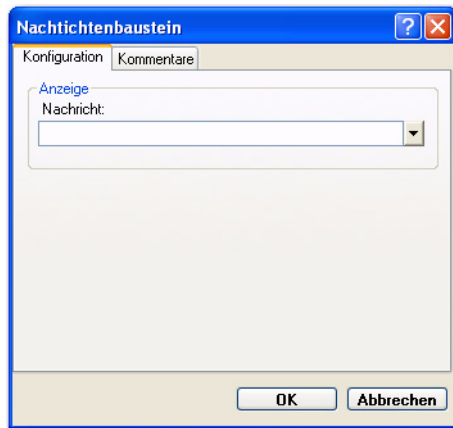 Nachtichtenbaustein
Konfiguration Kommentare
Anzeige
Nachricht:
OK Abbrechen